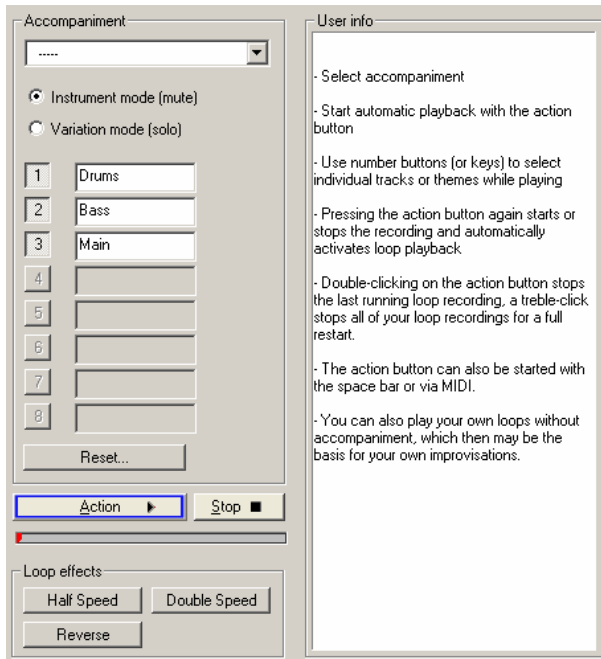 Accompaniment
-----
Instrument mode (mute)
Variation mode (solo)
1 Drums
2 Bass
3 Main
4
5
6
7
8
Reset...
Action
Stop
Loop effects
Half Speed Double Speed
Reverse
User info
- Select accompaniment
- Start automatic playback with the action
button
- Use number buttons (or keys) to select
individual tracks or themes while playing
- Pressing the action button again starts or
stops the recording and automatically
activates loop playback
- Double-clicking on the action button stops
the last running loop recording, a treble-click
stops all of your loop recordings for a full
restart.
- The action button can also be started with
the space bar or via MIDI.
- You can also play your own loops without
accompaniment, which then may be the
basis for your own improvisations.